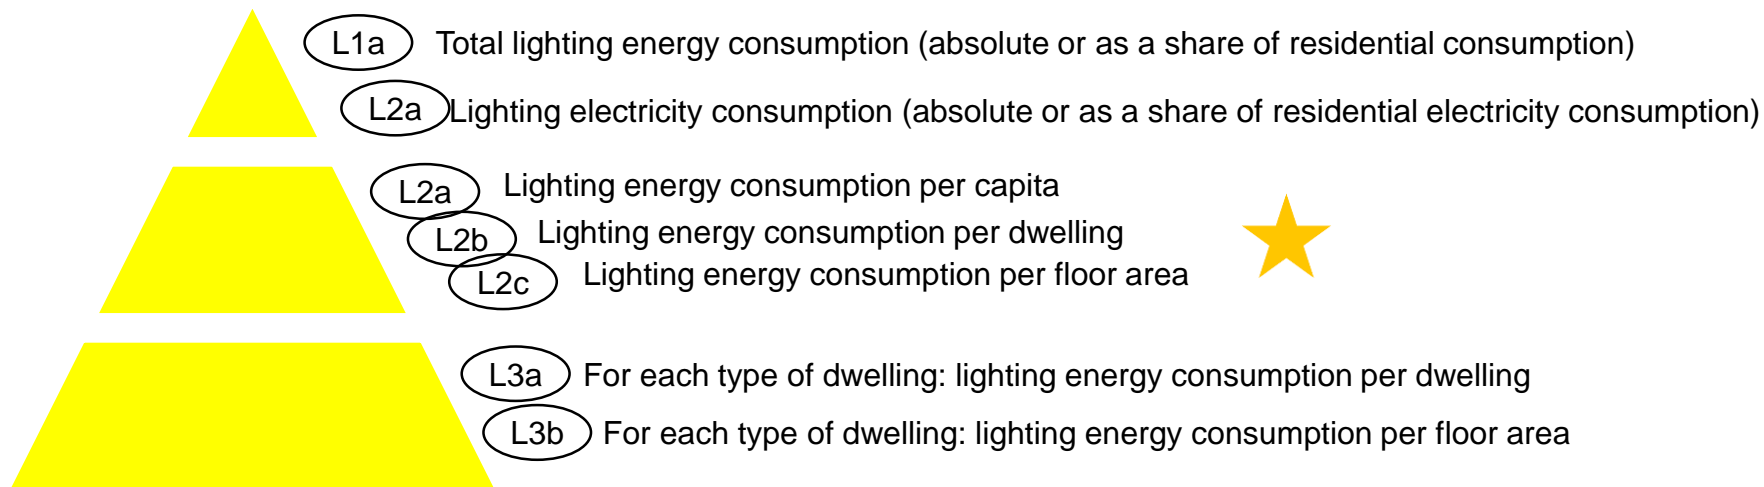 L1a Total lighting energy consumption (absolute or as a share of residential consumption)
L2a Lighting electricity consumption (absolute or as a share of residential electricity consumption)
L2a Lighting energy consumption per capita
L2b Lighting energy consumption per dwelling
L2c Lighting energy consumption per floor area
L3a For each type of dwelling: lighting energy consumption per dwelling
L3b For each type of dwelling: lighting energy consumption per floor area